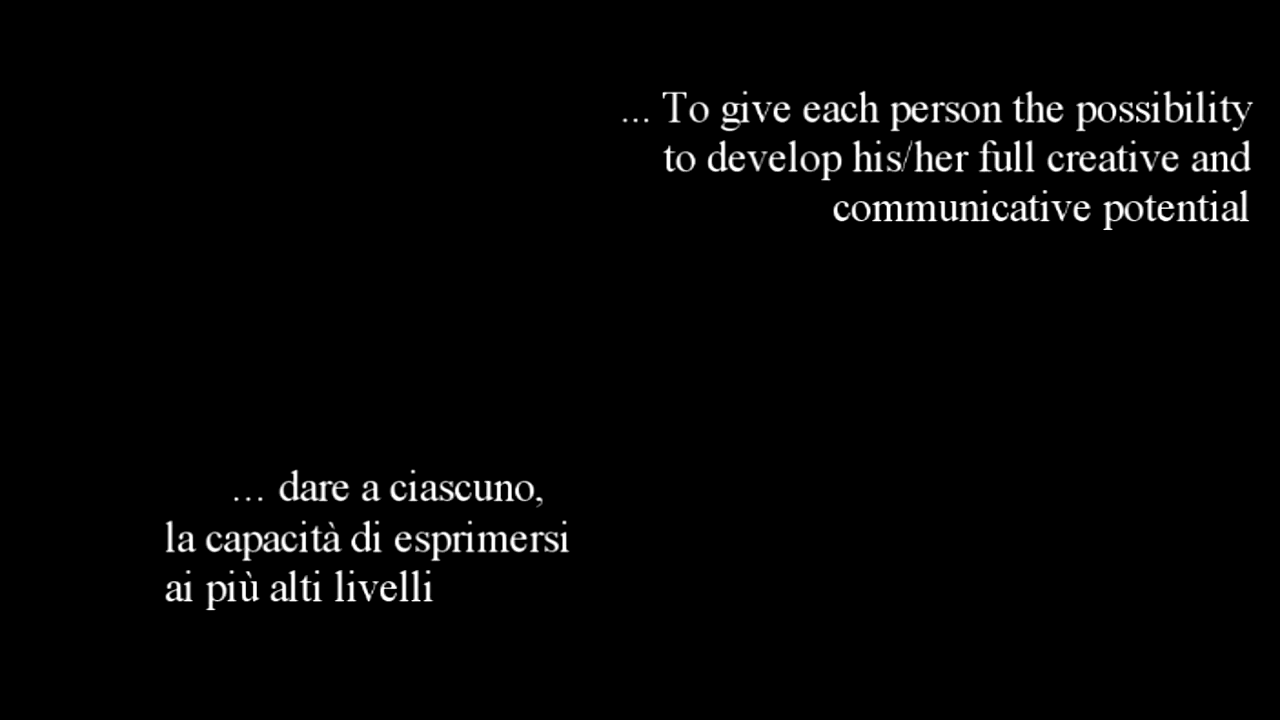 ... To give each person the possibility
to develop his/her full creative and
communicative potential
... dare a ciascuno,
la capacità di esprimersi
ai più alti livelli